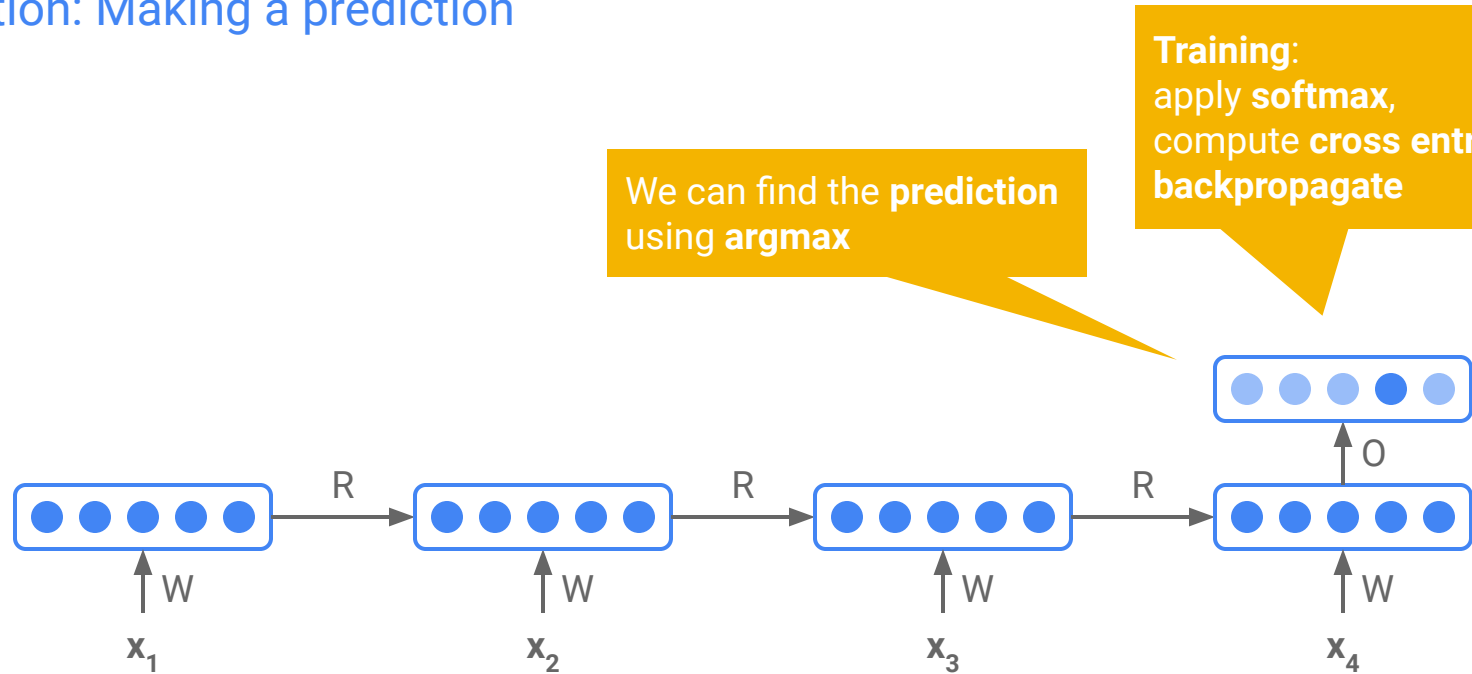 tion: Making a prediction
Training:
apply softmax,
compute cross entr
backpropagate
We can find the prediction
using argmax
O
R R R
W W W W
x1 x2 x3 x4